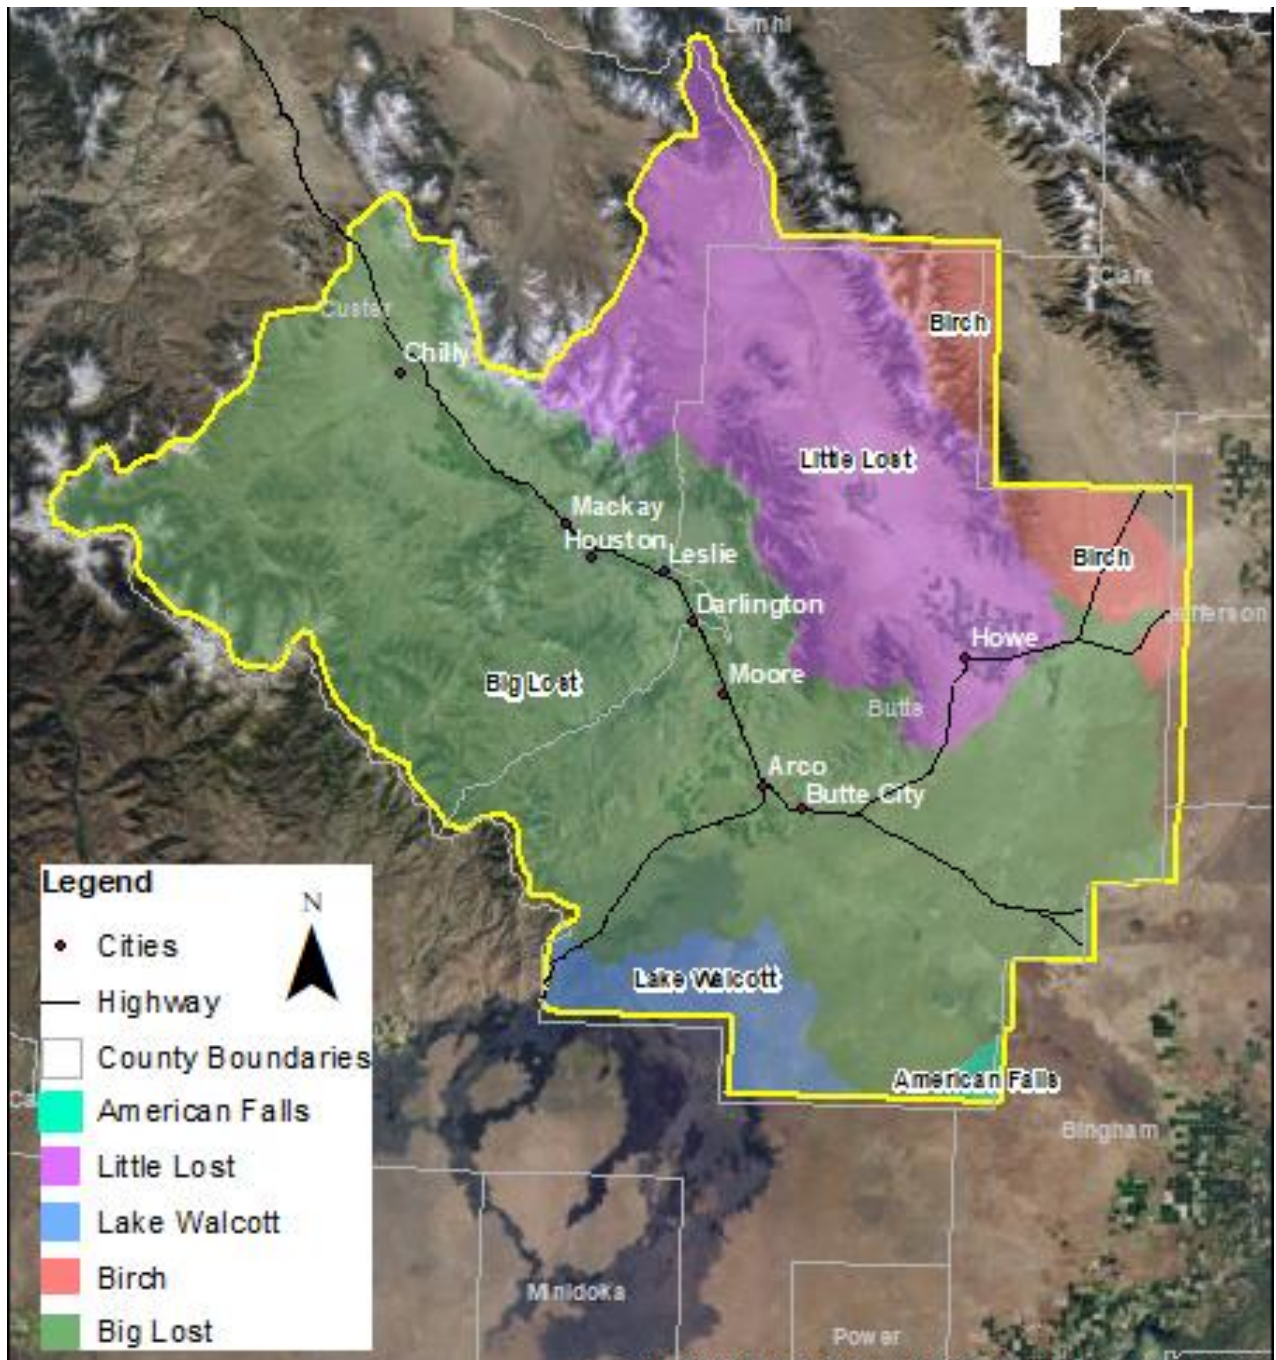 Lemhi
Clark
Custer
Birch
Chilly
Little Lost
Mackay
Houston
Leslie
Birch
Darlington
Jefferson
Howe
Big Lost
Moore
Butte
Arco
Butte City
Legend
N
Cities
Highway
County Boundaries
American Falls
Little Lost
Lake Walcott
Birch
Big Lost
Lake Walcott
American Falls
Bingham
Minidoka
Power